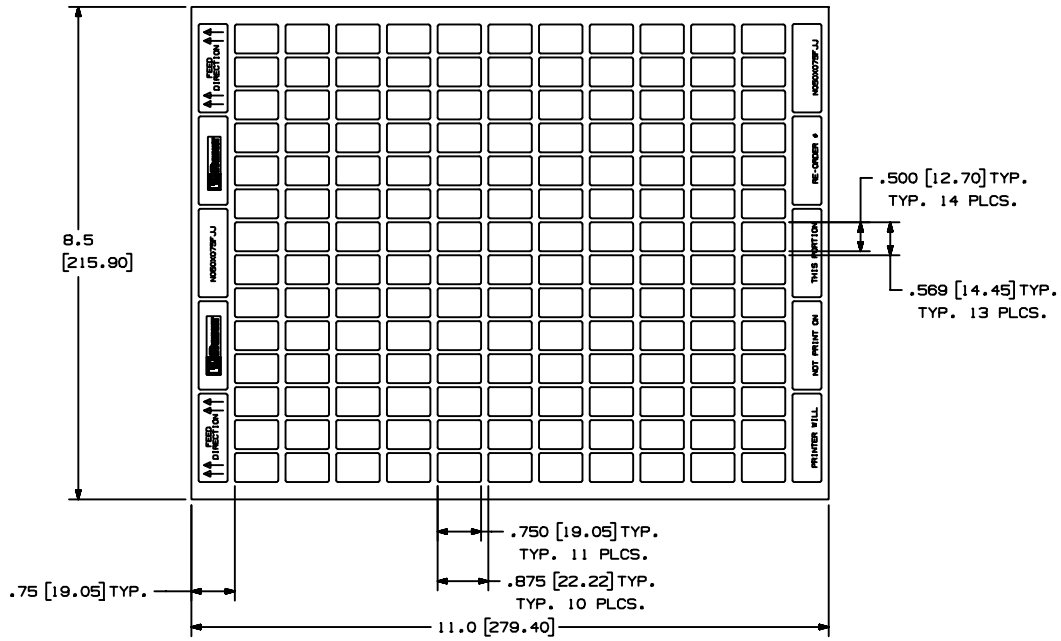 FEED
DIRECTION
N050X075FJJ
FEED
DIRECTION
N050X075FJJ
RE-ORDER #
THIS PORTION
NOT PRINT ON
PRINTER WILL
8.5
[215.90]
.500 [12.70] TYP.
TYP. 14 PLCS.
.569 [14.45] TYP.
TYP. 13 PLCS.
.750 [19.05] TYP.
TYP. 11 PLCS.
.875 [22.22] TYP.
TYP. 10 PLCS.
.75 [19.05] TYP.
11.0 [279.40]